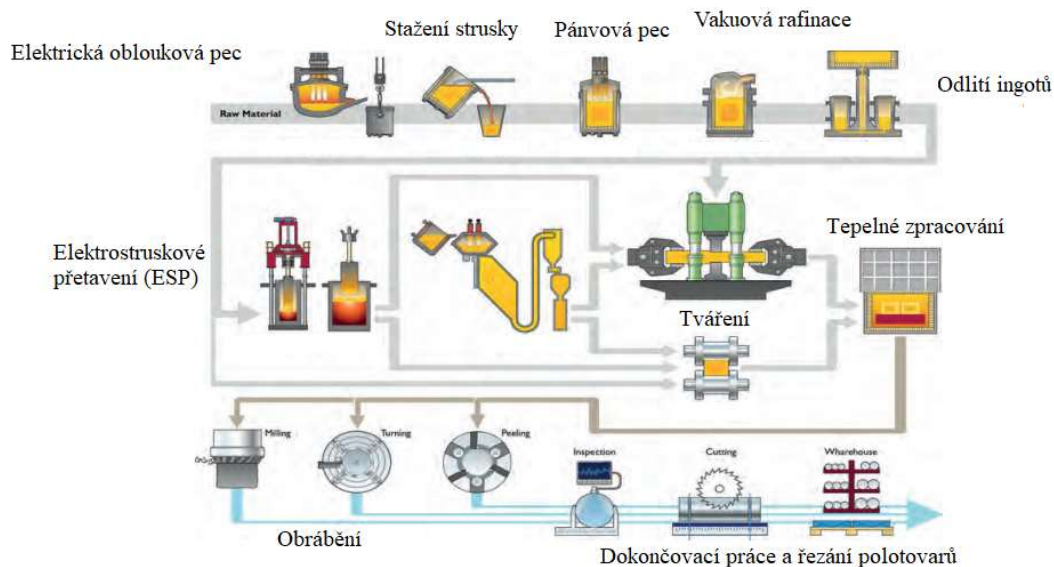 Elektrická oblouková pec
Stažení strusky
Pánvová pec
Vakuová rafinace
Odlití ingotů
Raw Material
Elektrostruskové
přetavení (ESP)
Tváření
Tepelné zpracování
Milling
Turning
Peeling
Inspection
Cutting
Wharehouse
Obrábění
Dokončovací práce a řezání polotovarů